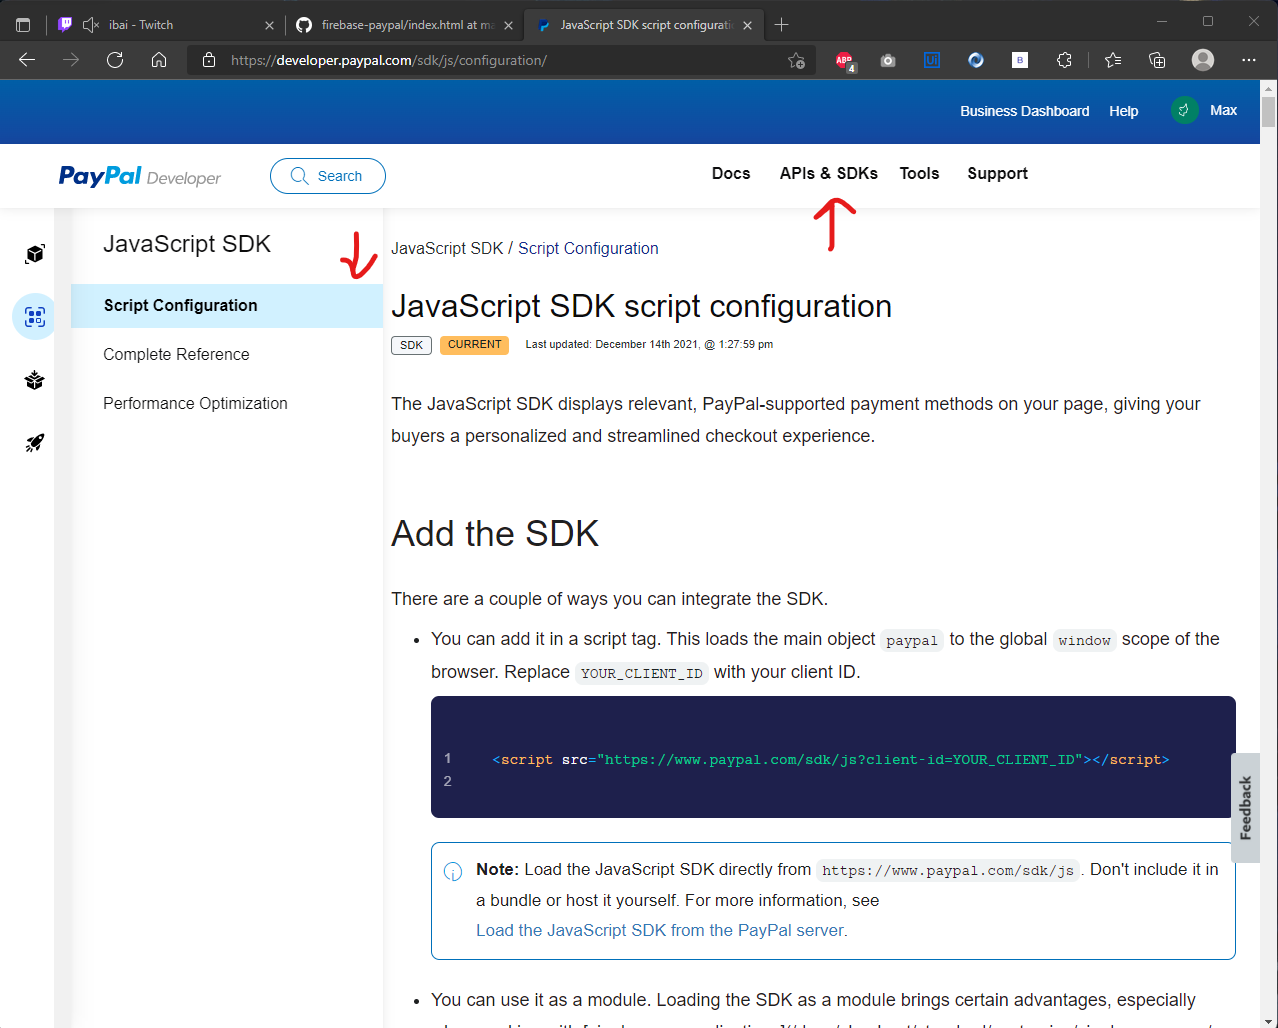 ibai - Twitch
firebase-paypal/index.html at ma
JavaScript SDK script configuratio
https://developer.paypal.com/sdk/js/configuration/
ABP
4
UI
B
Business Dashboard Help Max
PayPal Developer
Search
Docs APIs & SDKs Tools Support
JavaScript SDK
Script Configuration
Complete Reference
Performance Optimization
JavaScript SDK / Script Configuration
JavaScript SDK script configuration
SDK CURRENT Last updated: December 14th 2021, @ 1:27:59 pm
The JavaScript SDK displays relevant, PayPal-supported payment methods on your page, giving your
buyers a personalized and streamlined checkout experience.
Add the SDK
There are a couple of ways you can integrate the SDK.
• You can add it in a script tag. This loads the main object paypal to the global window scope of the
browser. Replace YOUR_CLIENT_ID with your client ID.
1 <script src="https://www.paypal.com/sdk/js?client-id=YOUR_CLIENT_ID"></script>
2
Feedback
Note: Load the JavaScript SDK directly from https://www.paypal.com/sdk/js . Don't include it in
a bundle or host it yourself. For more information, see
Load the JavaScript SDK from the PayPal server.
• You can use it as a module. Loading the SDK as a module brings certain advantages, especially